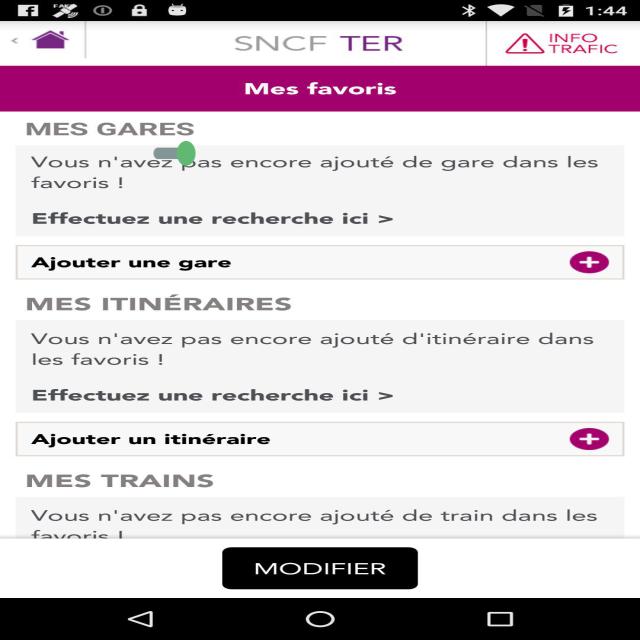 1:44
SNCF TER
INFO
TRAFIC
Mes favoris
MES GARES
Vous n'avez pas encore ajouté de gare dans les
favoris !
Effectuez une recherche ici >
Ajouter une gare
MES ITINÉRAIRES
Vous n'avez pas encore ajouté d'itinéraire dans
les favoris !
Effectuez une recherche ici >
Ajouter un itinéraire
MES TRAINS
Vous n'avez pas encore ajouté de train dans les
favoris !
MODIFIER